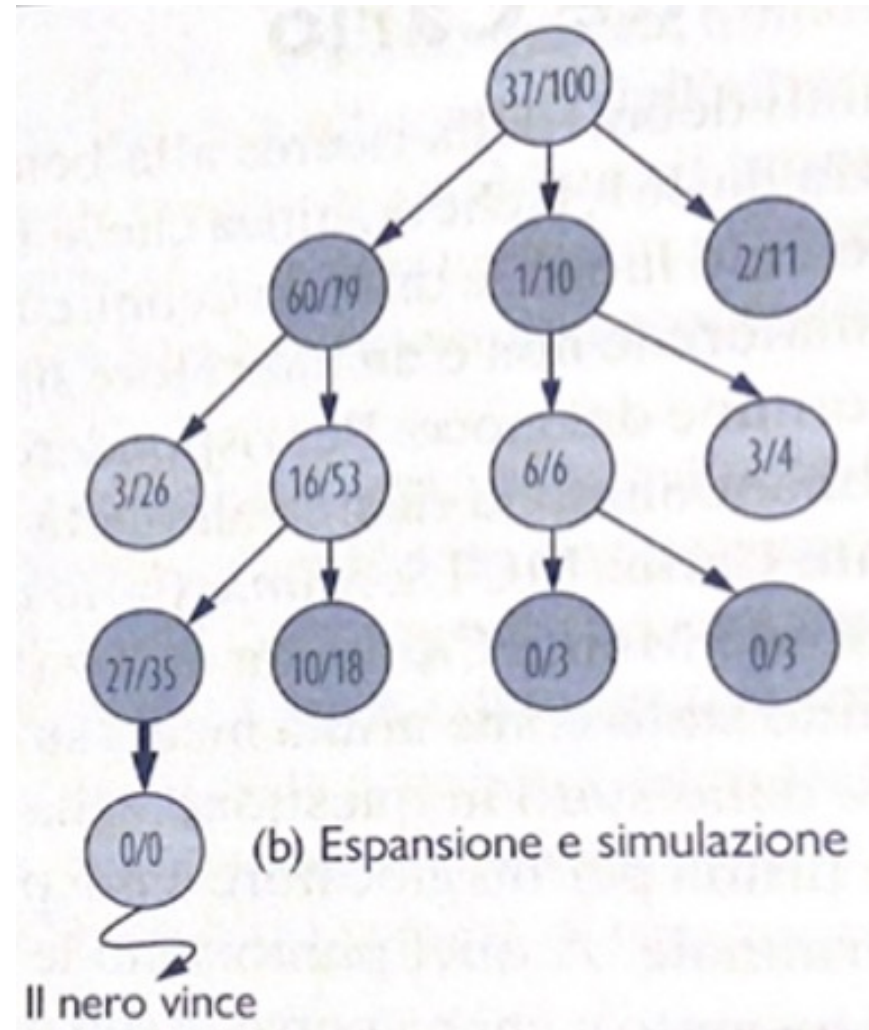 37/100
60/79 1/10 2/11
3/26 16/53 6/6 3/4
27/35 10/18 0/3 0/3
0/0 (b) Espansione e simulazione
Il nero vince